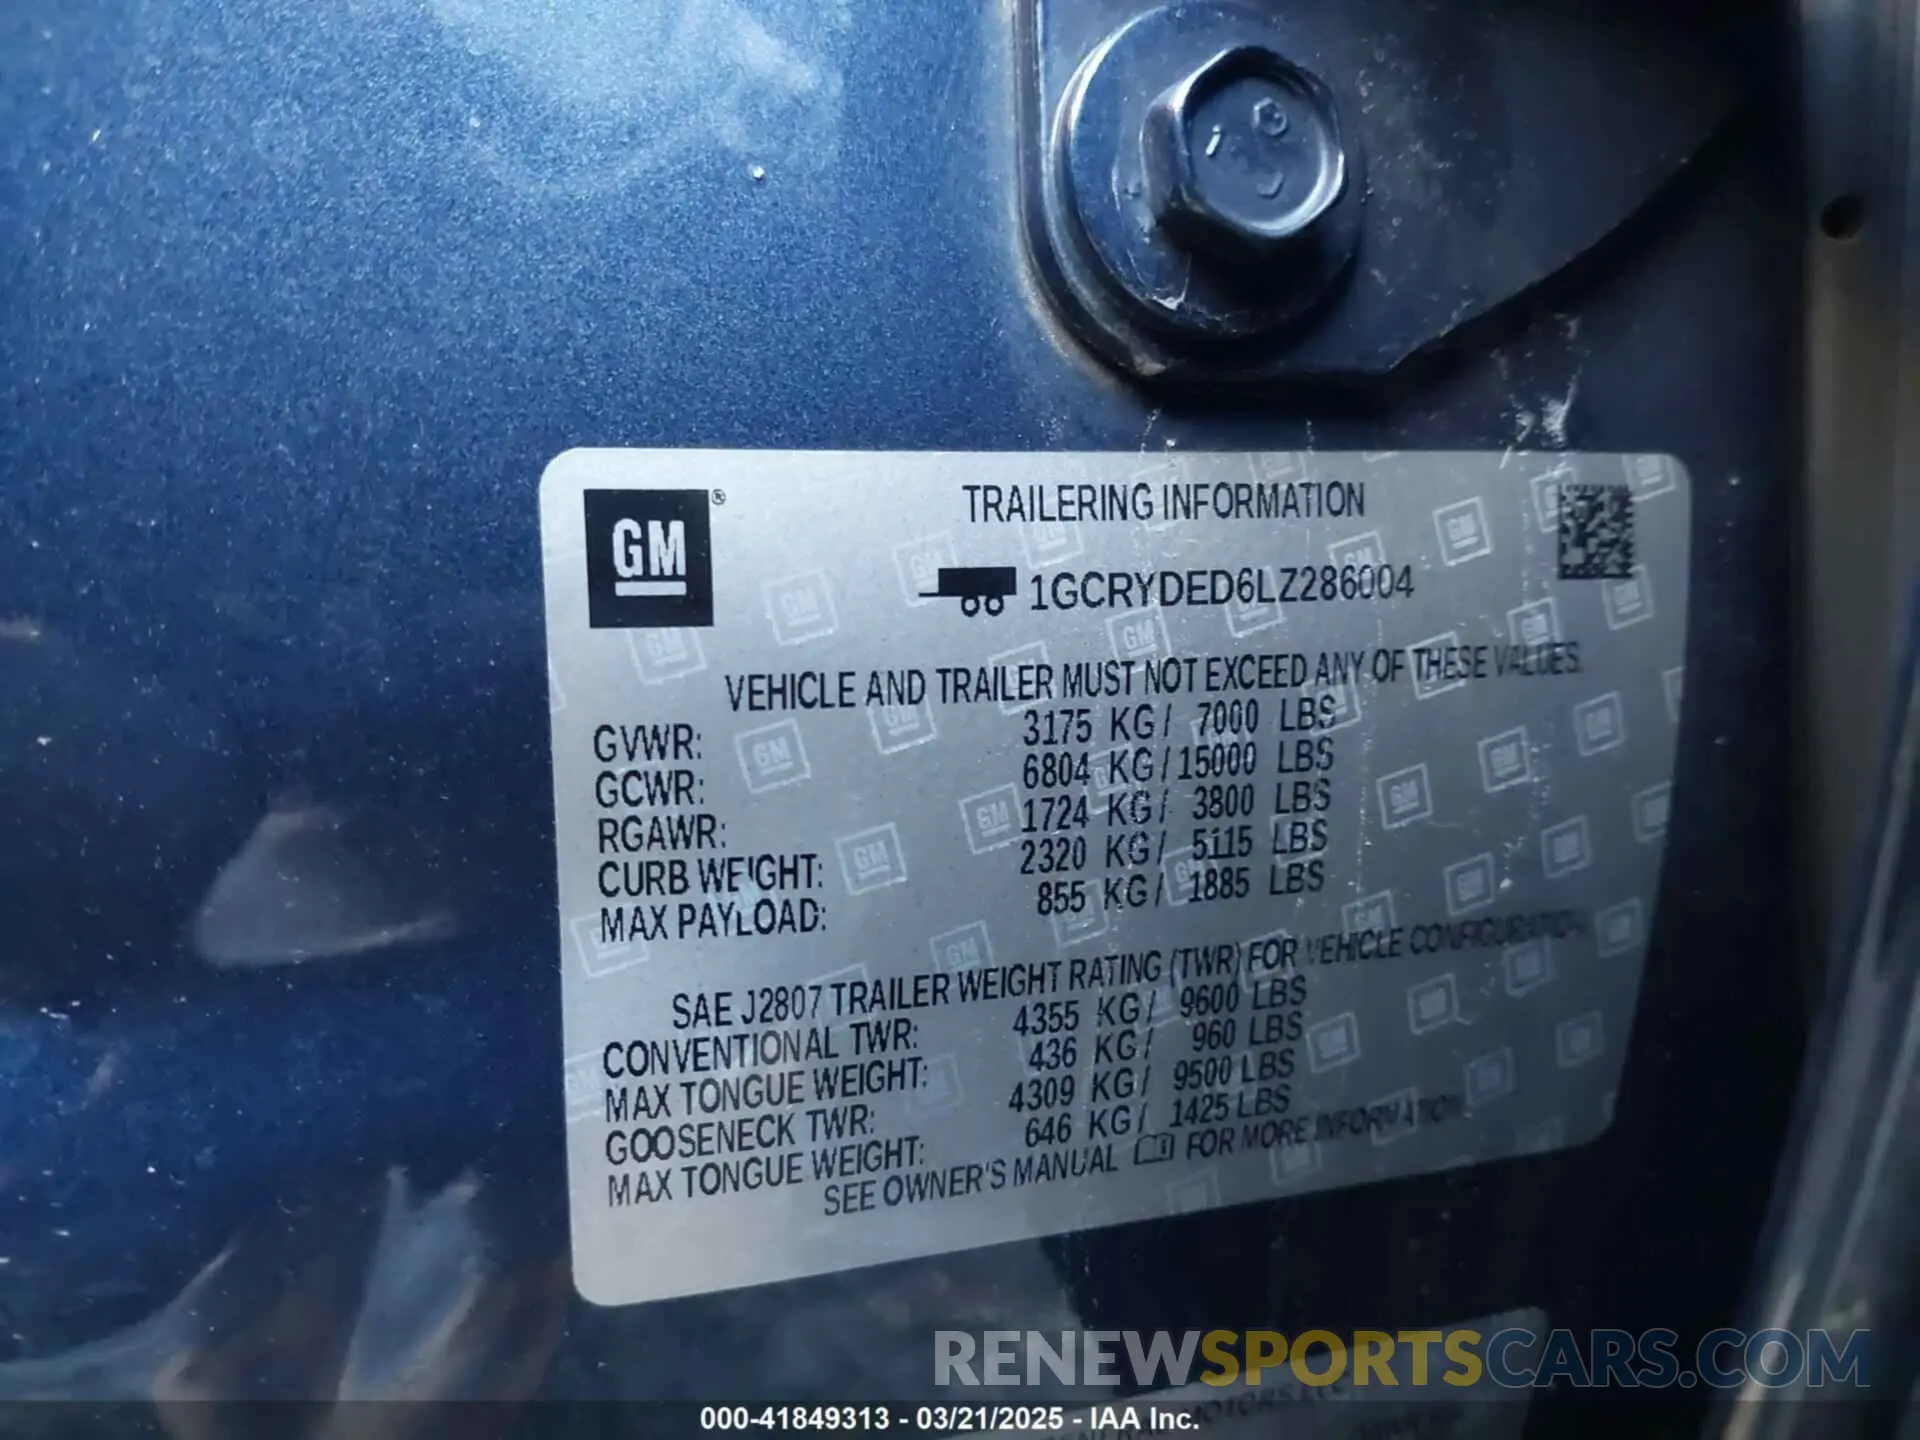 GM ®
TRAILERING INFORMATION
1GCRYDED6LZ286004
VEHICLE AND TRAILER MUST NOT EXCEED ANY OF THESE VALUES.
GVWR: 3175 KG/ 7000 LBS
GCWR: 6804 KG/15000 LBS
RGAWR: 1724 KG/ 3800 LBS
CURB WEIGHT: 2320 KG/ 5115 LBS
MAX PAYLOAD: 855 KG/ 1885 LBS
SAE J2807 TRAILER WEIGHT RATING (TWR) FOR VEHICLE CONFIGURATION
CONVENTIONAL TWR: 4355 KG/ 9600 LBS
MAX TONGUE WEIGHT: 436 KG/ 960 LBS
GOOSENECK TWR: 4309 KG/ 9500 LBS
MAX TONGUE WEIGHT: 646 KG/ 1425 LBS
SEE OWNER'S MANUAL FOR MORE INFORMATION
RENEWSPORTSCARS.COM
GENERAL MOTORS
000-41849313 - 03/21/2025 - IAA Inc.